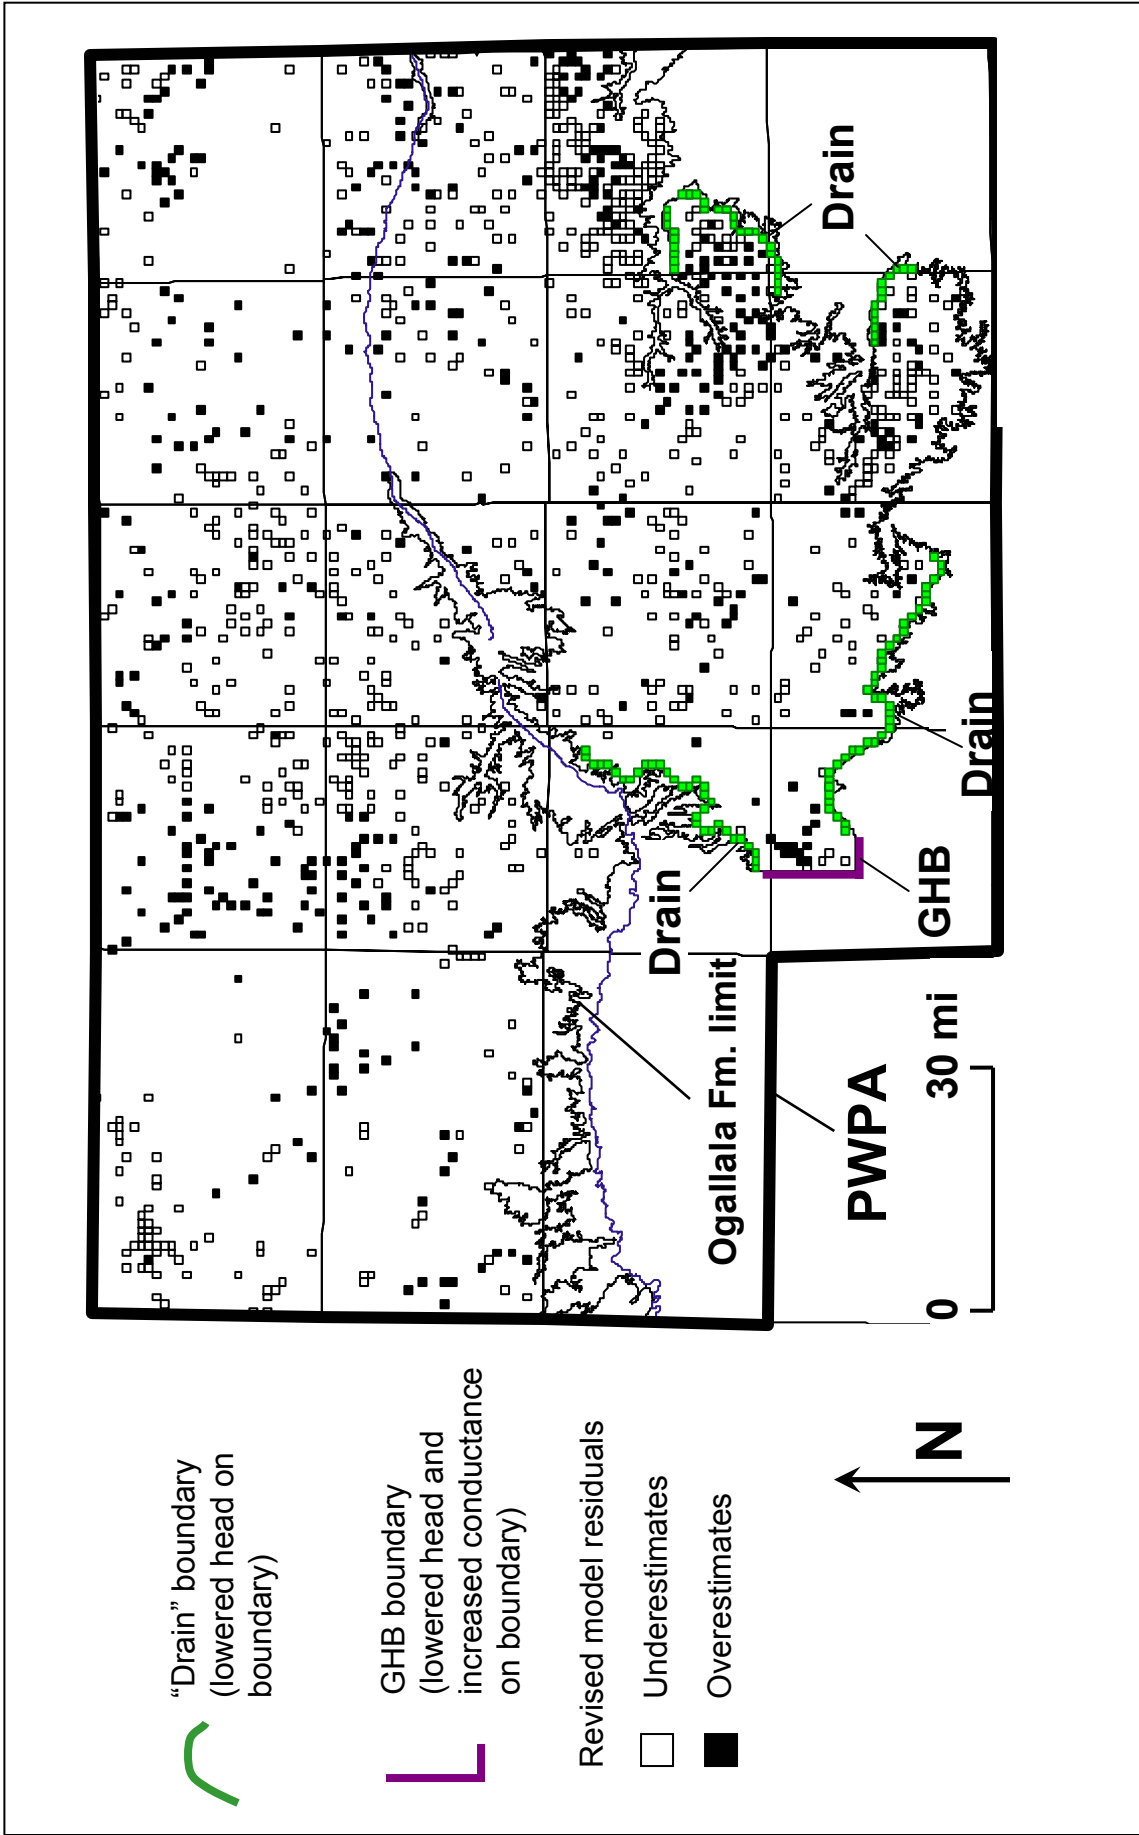 “Drain” boundary
(lowered head on
boundary)
GHB boundary
(lowered head and
increased conductance
on boundary)
Revised model residuals
Underestimates
Overestimates
N
Drain
Drain
Drain
GHB
Ogallala Fm. limit
PWPA
0 30 mi